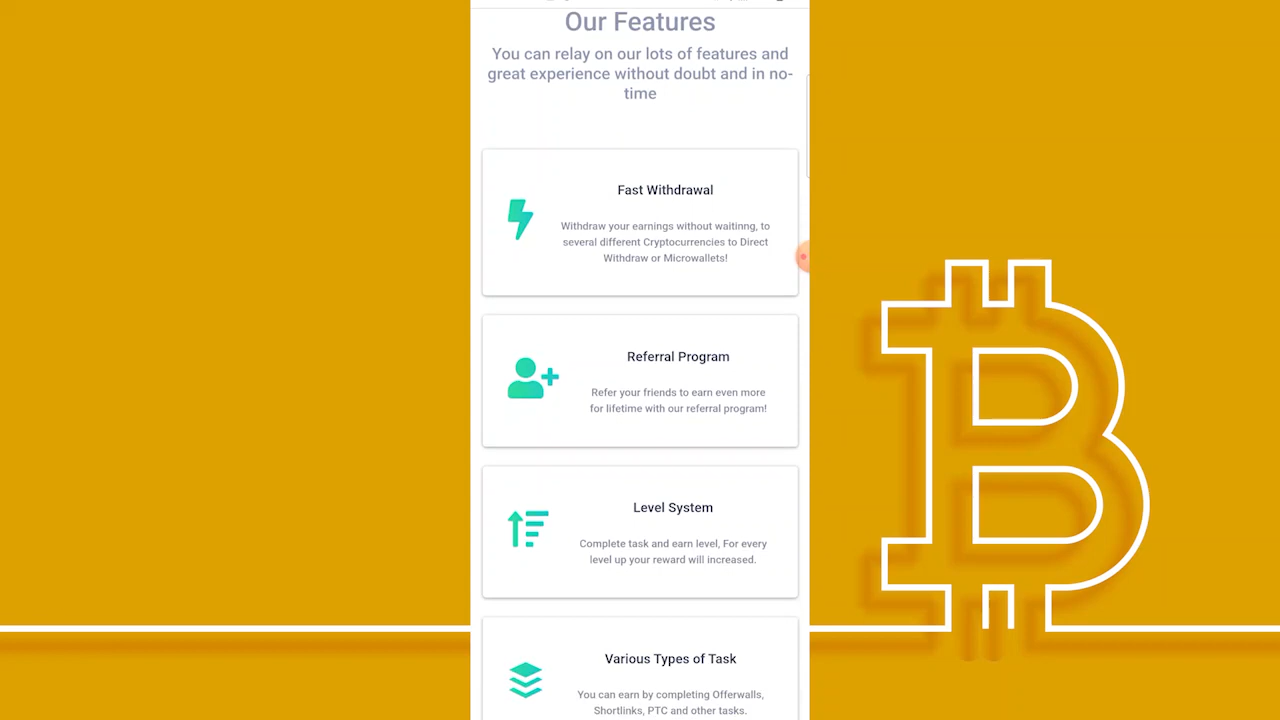 Our Features
You can relay on our lots of features and
great experience without doubt and in no-
time
Fast Withdrawal
Withdraw your earnings without waitinng, to
several different Cryptocurrencies to Direct
Withdraw or Microwallets!
Referral Program
Refer your friends to earn even more
for lifetime with our referral program!
Level System
Complete task and earn level, For every
level up your reward will increased.
Various Types of Task
You can earn by completing Offerwalls,
Shortlinks, PTC and other tasks.